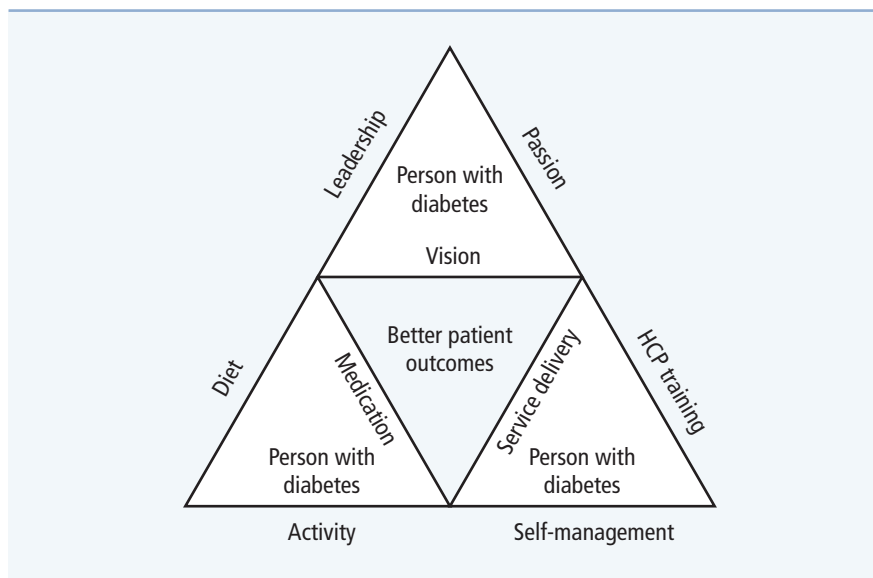 Leadership
Passion
Person with
diabetes
Vision
Diet
Medication
Better patient
outcomes
Service delivery
HCP training
Person with
diabetes
Person with
diabetes
Activity
Self-management